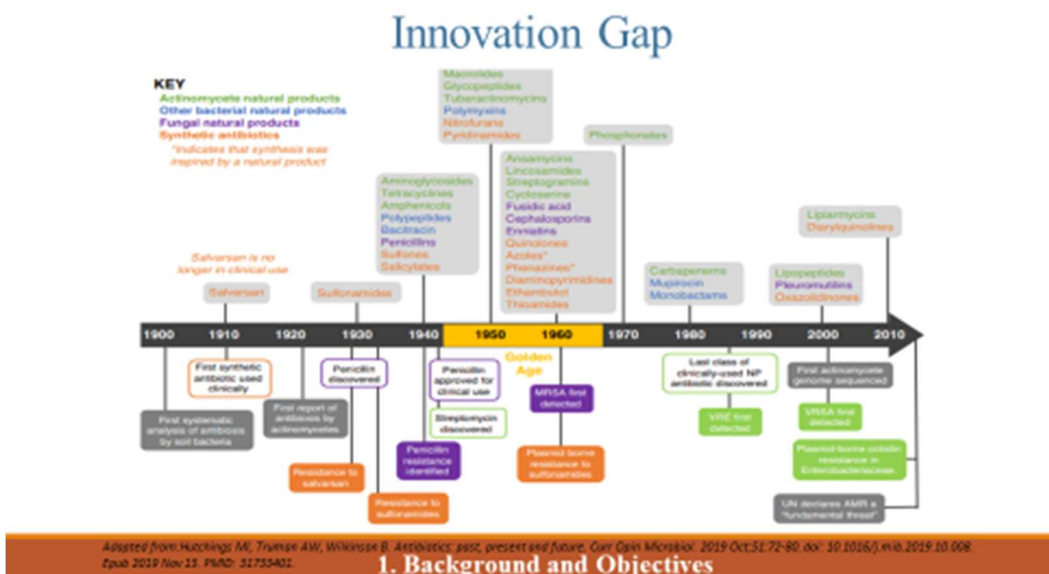 Innovation Gap
KEY
Actinomycete natural products
Other bacterial natural products
Fungal natural products
Synthetic antibiotics
*Indicates that synthesis was
inspired by a natural product
Macrolides
Glycopeptides
Tuberactinomycins
Polymyxins
Nitrofurans
Pyridinamides
Phosphonates
Ansamycins
Lincosamides
Streptogramins
Cycloserine
Fusidic acid
Cephalosporins
Enniatins
Quinolones
Azoles*
Phenazines*
Diaminopyrimidines
Ethambutol
Thioamides
Aminoglycosides
Tetracyclines
Amphenicols
Polypeptides
Bacitracin
Penicillins
Sulfones
Salicylates
Lipiarmycins
Diarylquinolines
Salvarsan is no
longer in clinical use
Salvarsan
Sulfonamides
Carbapenems
Mupirocin
Monobactams
Lipopeptides
Pleuromutilins
Oxazolidinones
1900 1910 1920 1930 1940 1950 1960 1970 1980 1990 2000 2010
Golden
Age
First synthetic
antibiotic used
clinically
Penicillin
discovered
Penicillin
approved for
clinical use
Last class of
clinically-used NP
antibiotic discovered
First actinomycete
genome sequenced
First systematic
analysis of antibiosis
by soil bacteria
First report of
antibiosis by
actinomycetes
Streptomycin
discovered
MRSA first
detected
VRE first
detected
VRSA first
detected
Penicillin
resistance
identified
Plasmid borne
resistance to
sulfonamides
Plasmid-borne colistin
resistance in
Enterobacteriaceae.
Resistance to
salvarsan
Resistance to
sulfonamides
UN declares AMR a
"fundamental threat"
Adapted from:Hutchings MI, Truman AW, Wilkinson B. Antibiotics: past, present and future. Curr Opin Microbiol. 2019 Oct;51:72-80. doi: 10.1016/j.mib.2019.10.008.
Epub 2019 Nov 13. PMID: 31733401.
1. Background and Objectives